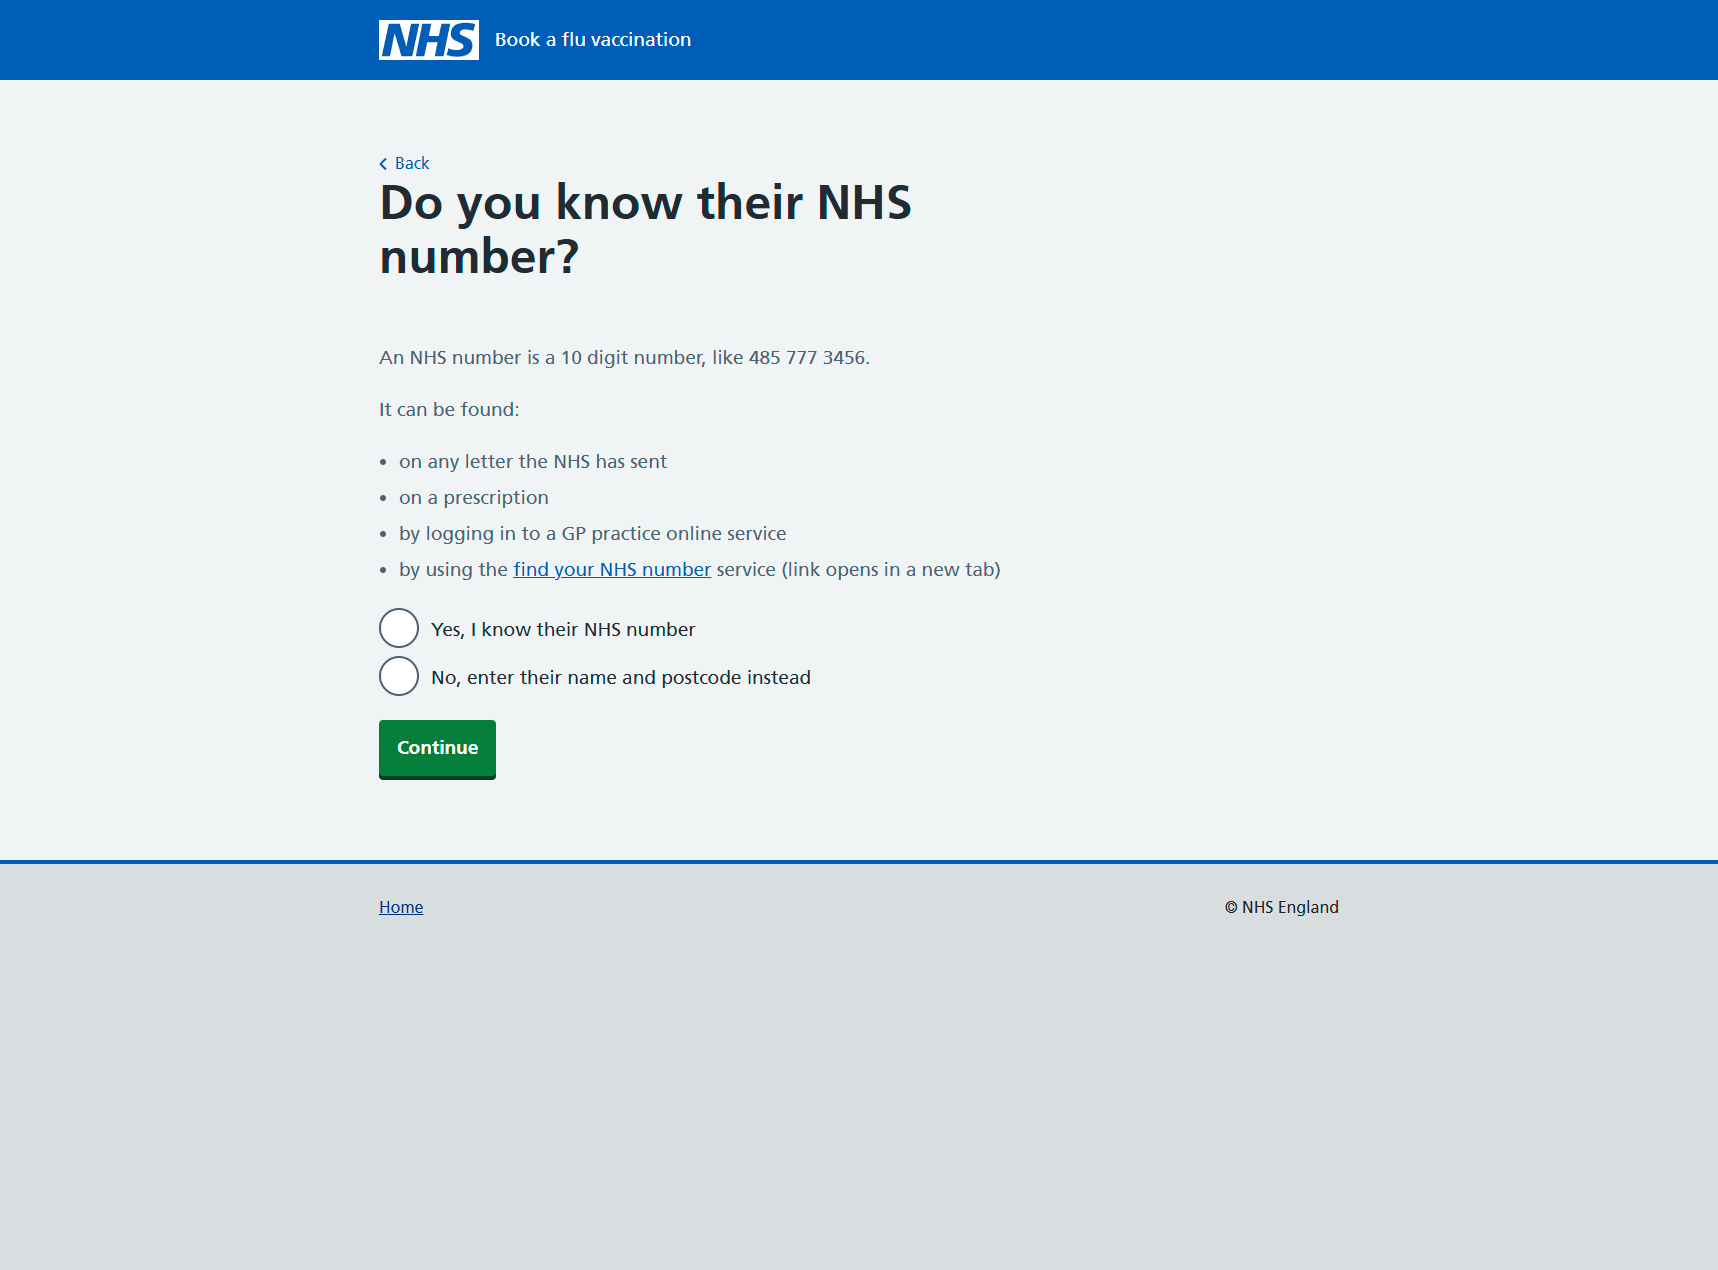 NHS Book a flu vaccination
Back
Do you know their NHS
number?
An NHS number is a 10 digit number, like 485 777 3456.
It can be found:
• on any letter the NHS has sent
• on a prescription
• by logging in to a GP practice online service
• by using the find your NHS number service (link opens in a new tab)
Yes, I know their NHS number
No, enter their name and postcode instead
Continue
Home
© NHS England